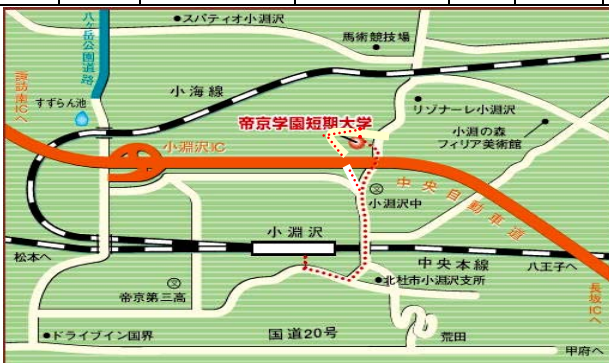 八ヶ岳公園道路
●スパティオ小淵沢
馬術競技場
諏訪南ICへ
すずらん池
小海線
リゾナーレ小淵沢
帝京学園短期大学
小淵の森
フィリア美術館
小淵沢IC
中央自動車道
文
小淵沢中
小淵沢
松本へ
中央本線
八王子へ
文
帝京第三高
●北杜市小淵沢支所
長坂ICへ
●ドライブイン国界
国道20号
荒田
甲府へ